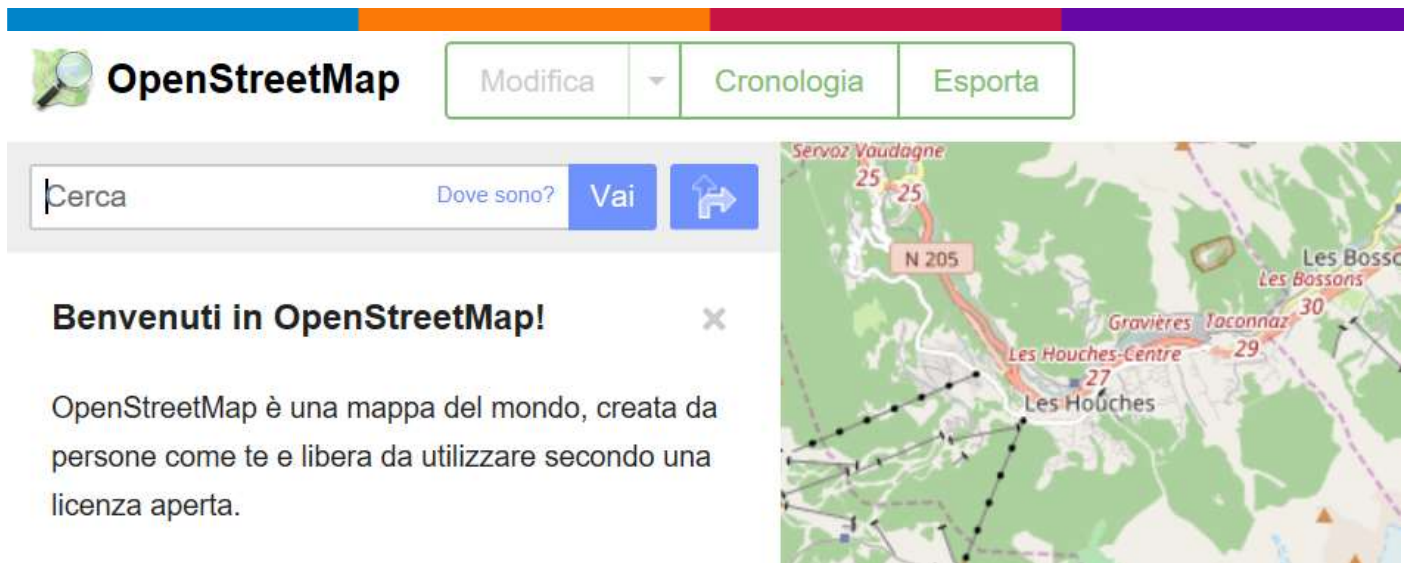 OpenStreetMap
Modifica
Cronologia
Esporta
Cerca
Dove sono?
Vai
Benvenuti in OpenStreetMap!
OpenStreetMap è una mappa del mondo, creata da
persone come te e libera da utilizzare secondo una
licenza aperta.
Servoz Vaudagne
25
25
N 205
Les Bosso
Les Bossons
30
Gravières Taconnaz
29
Les Houches-Centre
27
Les Houches